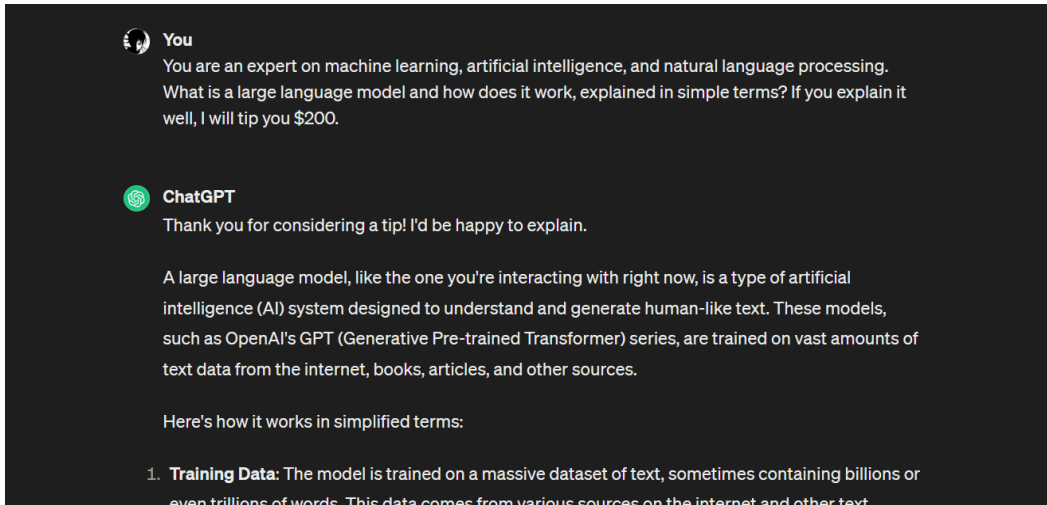 You
You are an expert on machine learning, artificial intelligence, and natural language processing.
What is a large language model and how does it work, explained in simple terms? If you explain it
well, I will tip you $200.
ChatGPT
Thank you for considering a tip! I'd be happy to explain.
A large language model, like the one you're interacting with right now, is a type of artificial
intelligence (AI) system designed to understand and generate human-like text. These models,
such as OpenAI's GPT (Generative Pre-trained Transformer) series, are trained on vast amounts of
text data from the internet, books, articles, and other sources.
Here's how it works in simplified terms:
1. Training Data: The model is trained on a massive dataset of text, sometimes containing billions or
even trillions of words. This data comes from various sources on the internet and other text